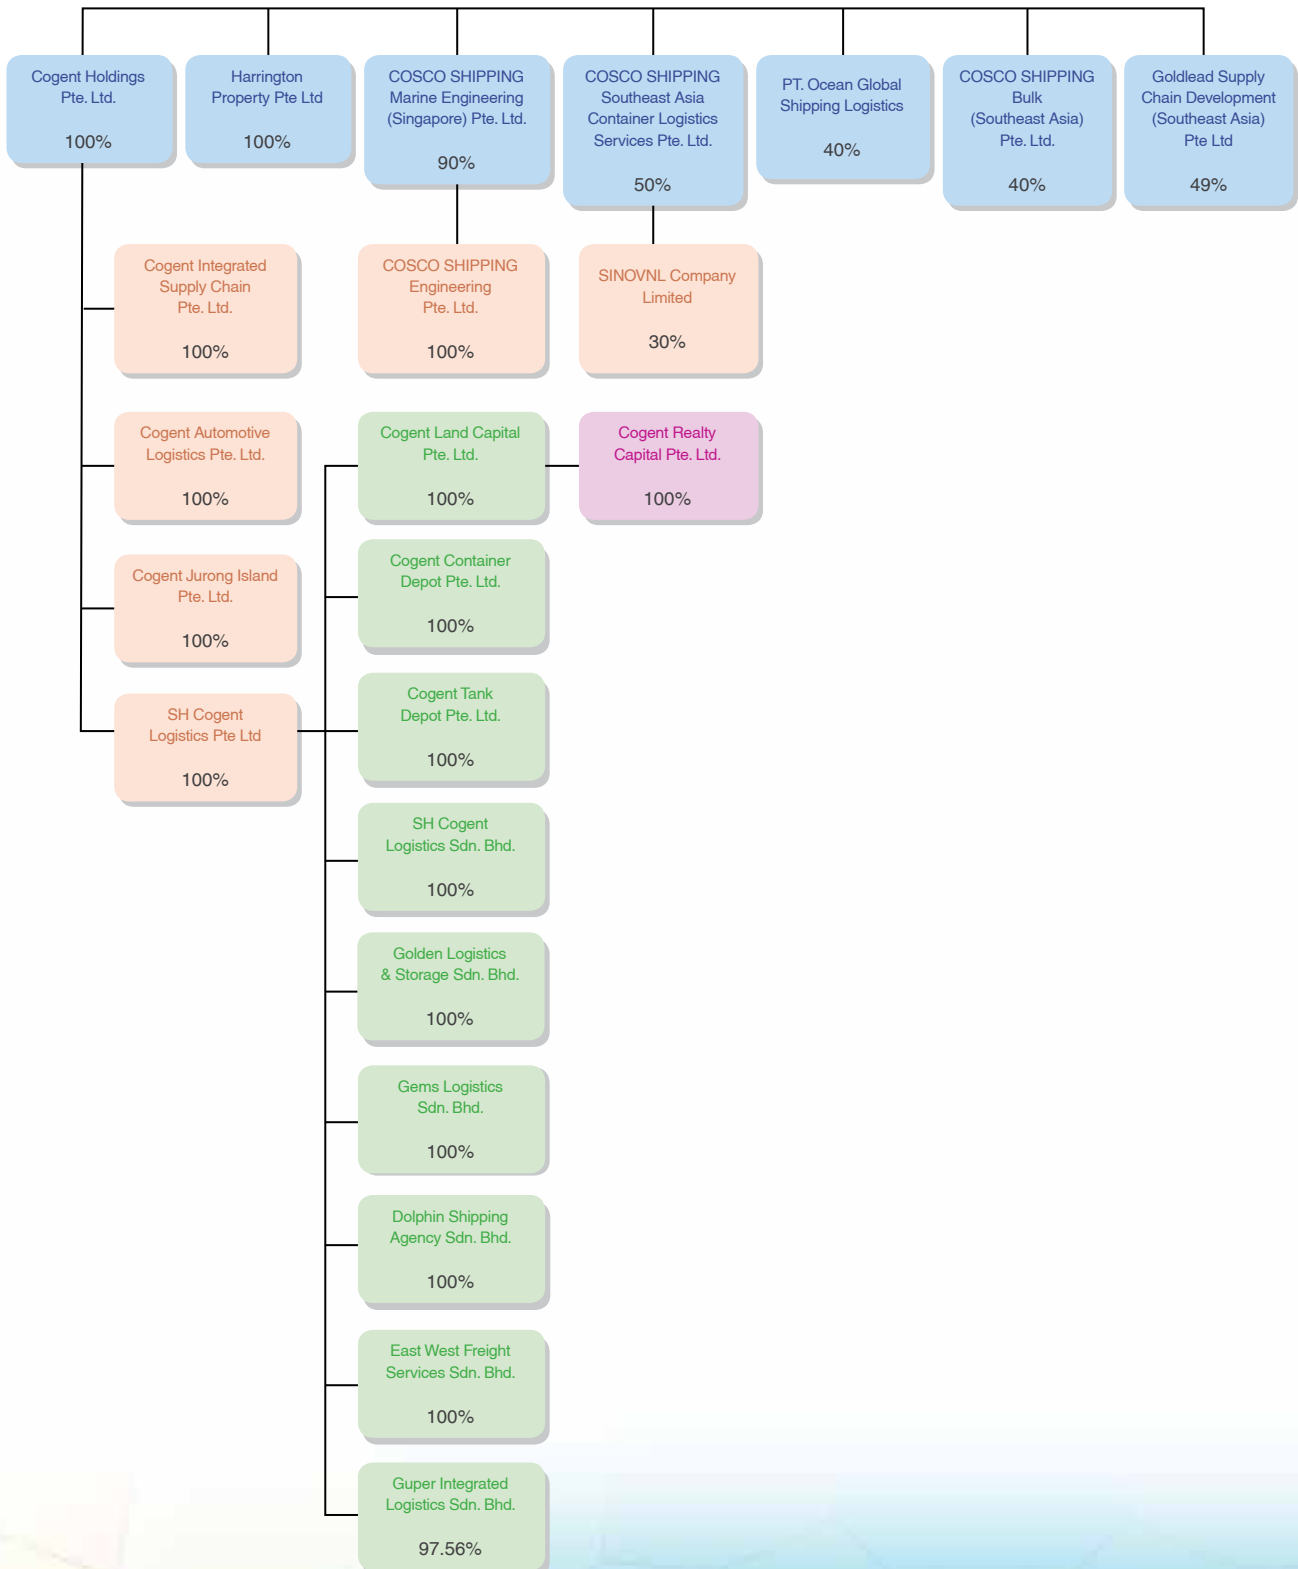 Cogent Holdings
Pte. Ltd.
100%
Harrington
Property Pte Ltd
100%
COSCO SHIPPING
Marine Engineering
(Singapore) Pte. Ltd.
90%
COSCO SHIPPING
Southeast Asia
Container Logistics
Services Pte. Ltd.
50%
PT. Ocean Global
Shipping Logistics
40%
COSCO SHIPPING
Bulk
(Southeast Asia)
Pte. Ltd.
40%
Goldlead Supply
Chain Development
(Southeast Asia)
Pte Ltd
49%
Cogent Integrated
Supply Chain
Pte. Ltd.
100%
COSCO SHIPPING
Engineering
Pte. Ltd.
100%
SINOVNL Company
Limited
30%
Cogent Automotive
Logistics Pte. Ltd.
100%
Cogent Land Capital
Pte. Ltd.
100%
Cogent Realty
Capital Pte. Ltd.
100%
Cogent Jurong Island
Pte. Ltd.
100%
Cogent Container
Depot Pte. Ltd.
100%
SH Cogent
Logistics Pte Ltd
100%
Cogent Tank
Depot Pte. Ltd.
100%
SH Cogent
Logistics Sdn. Bhd.
100%
Golden Logistics
& Storage Sdn. Bhd.
100%
Gems Logistics
Sdn. Bhd.
100%
Dolphin Shipping
Agency Sdn. Bhd.
100%
East West Freight
Services Sdn. Bhd.
100%
Guper Integrated
Logistics Sdn. Bhd.
97.56%